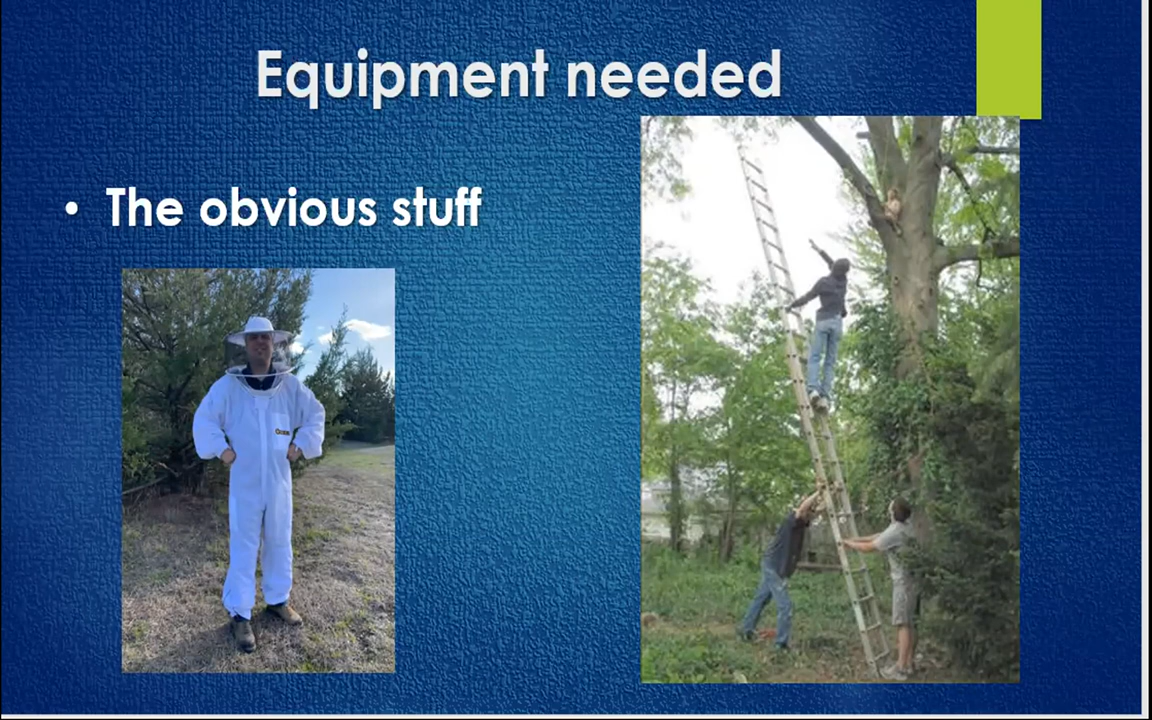 Equipment needed
• The obvious stuff